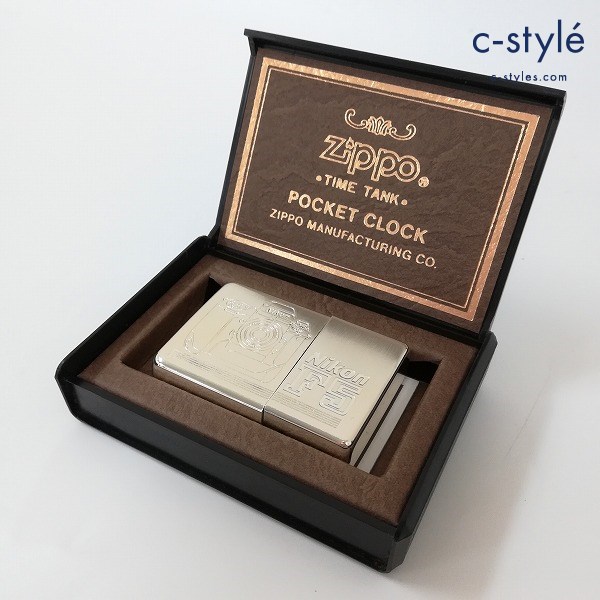 c-stylé
c-styles.com
Zippo®
•TIME TANK•
POCKET CLOCK
ZIPPO MANUFACTURING CO.
Nikon
F5